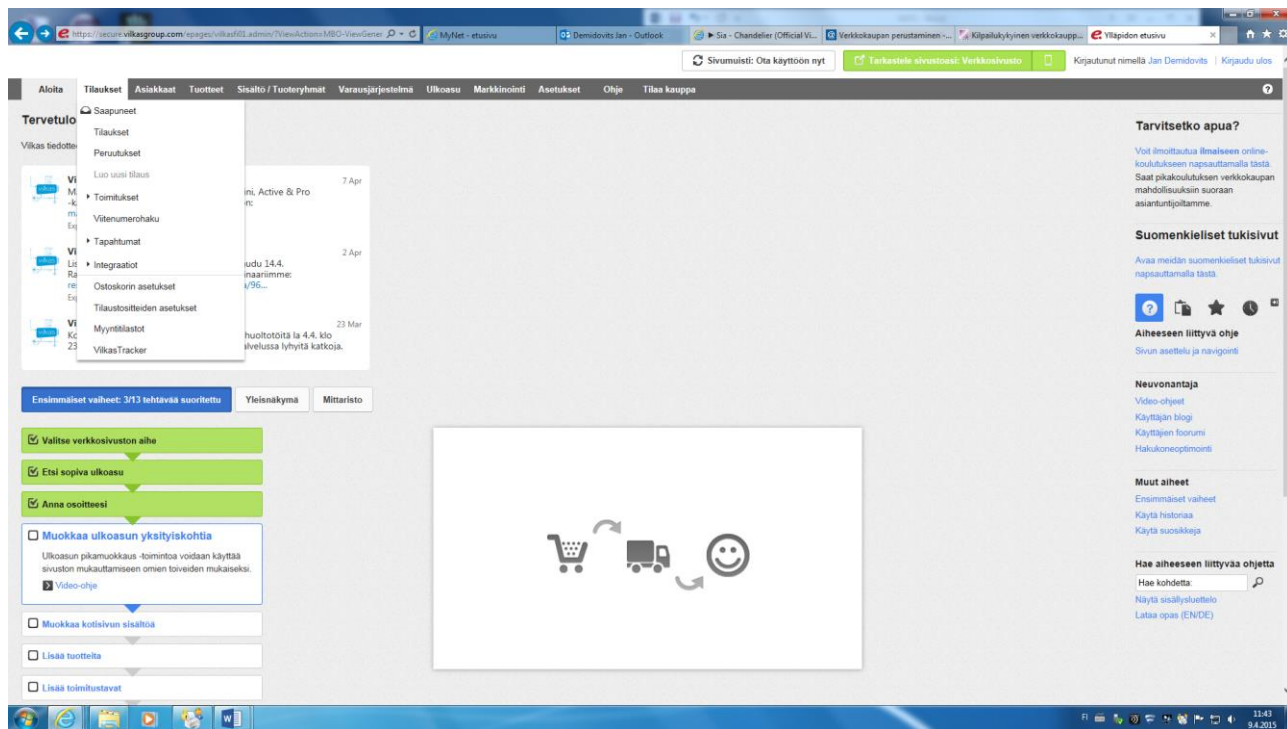 https://secure.vilkasgroup.com/epages/vilkasfi01.admin/?ViewAction=MBO-ViewGener
MyNet - etusivu
Demidovits Jan - Outlook
Sia - Chandelier (Official Vi...
Verkkokaupan perustaminen -...
Kilpailukykyinen verkkokaupp...
Ylläpidon etusivu
Sivumuisti: Ota käyttöön nyt
Tarkastele sivustoasi: Verkkosivusto
Kirjautunut nimellä Jan Demidovits | Kirjaudu ulos
Aloita Tilaukset Asiakkaat Tuotteet Sisältö / Tuoteryhmät Varausjärjestelmä Ulkoasu Markkinointi Asetukset Ohje Tilaa kauppa
Saapuneet
Tilaukset
Peruutukset
Luo uusi tilaus
Toimitukset
Viitenumerohaku
Tapahtumat
Integraatiot
Ostoskorin asetukset
Tilaustositteiden asetukset
Myyntitilastot
VilkasTracker
Tervetulo
Vilkas tiedotte
7 Apr
ini, Active & Pro
2 Apr
udu 14.4.
inaariimme:
/96...
23 Mar
huoltotöitä la 4.4. klo
23
alvelussa lyhyitä katkoja.
Ensimmäiset vaiheet: 3/13 tehtävää suoritettu
Yleisnäkymä
Mittaristo
Valitse verkkosivuston aihe
Etsi sopiva ulkoasu
Anna osoitteesi
Muokkaa ulkoasun yksityiskohtia
Ulkoasun pikamuokkaus -toimintoa voidaan käyttää
sivuston mukauttamiseen omien toiveiden mukaiseksi.
Video-ohje
Muokkaa kotisivun sisältöä
Lisää tuotteita
Lisää toimitustavat
Tarvitsetko apua?
Voit ilmoittautua ilmaiseen online-
koulutukseen napsauttamalla tästä.
Saat pikakoulutuksen verkkokaupan
mahdollisuuksiin suoraan
asiantuntijoiltamme.
Suomenkieliset tukisivut
Avaa meidän suomenkieliset tukisivut
napsauttamalla tästä.
Aiheeseen liittyvä ohje
Sivun asettelu ja navigointi
Neuvonantaja
Video-ohjeet
Käyttäjän blogi
Käyttäjien foorumi
Hakukoneoptimointi
Muut aiheet
Ensimmäiset vaiheet
Käytä historiaa
Käytä suosikkeja
Hae aiheeseen liittyvää ohjetta
Hae kohdetta:
Näytä sisällysluettelo
Lataa opas (EN/DE)
FI
11:43
9.4.2015